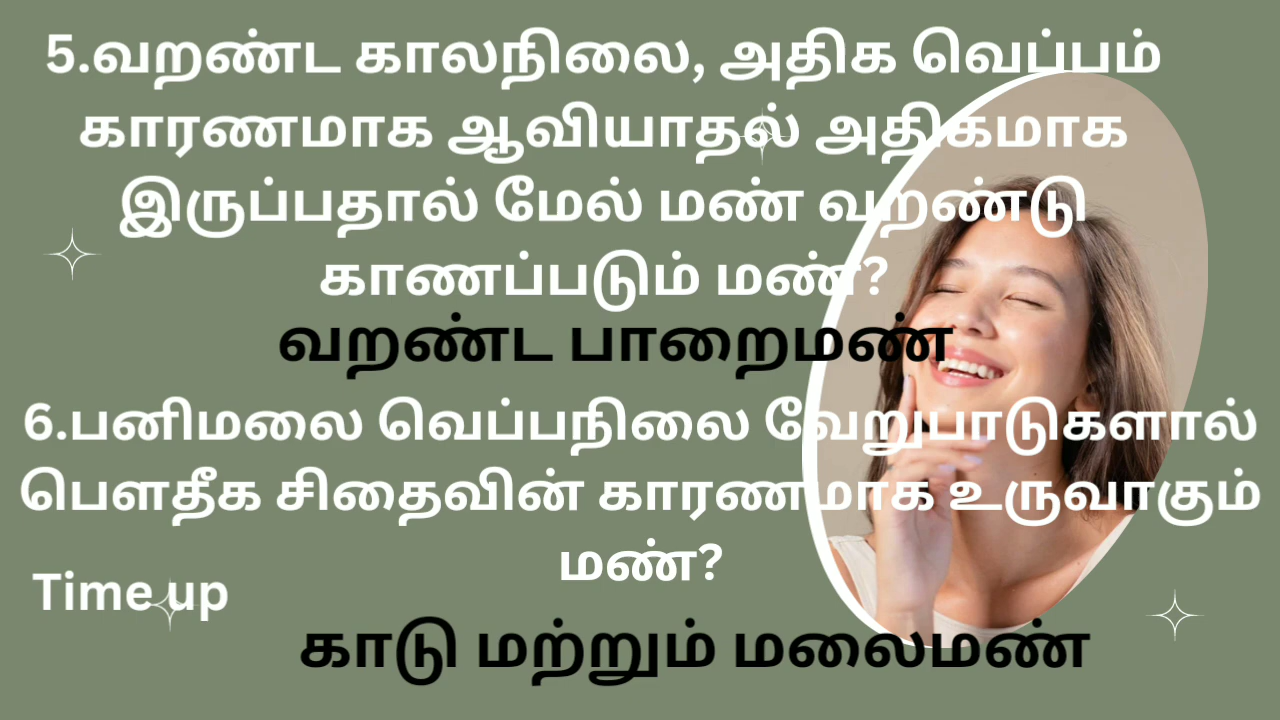 5.வறண்ட காலநிலை, அதிக வெப்பம்
காரணமாக ஆவியாதல் அதிகமாக
இருப்பதால் மேல் மண் வறண்டு
காணப்படும் மண்?
வறண்ட பாறைமண்
6.பனிமலை வெப்பநிலை வேறுபாடுகளால்
பௌதீக சிதைவின் காரணமாக உருவாகும்
மண்?
Time up
காடு மற்றும் மலைமண்